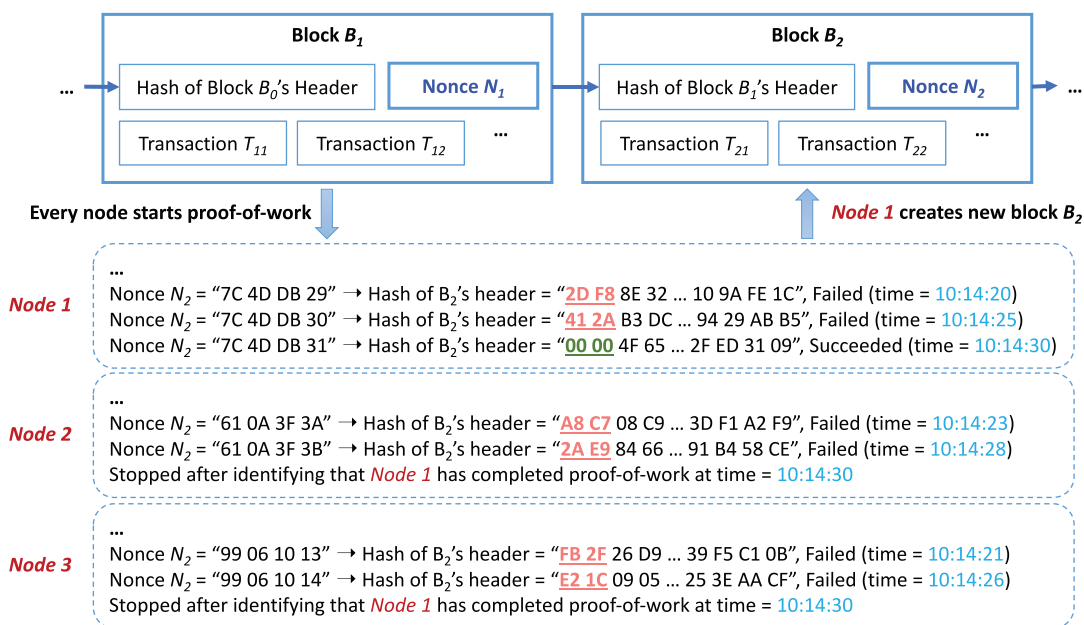 Block B1
Block B2
...
Hash of Block B0's Header
Nonce N1
Hash of Block B1's Header
Nonce N2
...
Transaction T11
Transaction T12
...
Transaction T21
Transaction T22
...
Every node starts proof-of-work
Node 1 creates new block B2
...
Node 1
Nonce N2 = “7C 4D DB 29” → Hash of B2's header = “2D F8 8E 32 ... 10 9A FE 1C”, Failed (time = 10:14:20)
Nonce N2 = “7C 4D DB 30” → Hash of B2's header = “41 2A B3 DC ... 94 29 AB B5”, Failed (time = 10:14:25)
Nonce N2 = “7C 4D DB 31” → Hash of B2's header = “00 00 4F 65 ... 2F ED 31 09”, Succeeded (time = 10:14:30)
...
Node 2
Nonce N2 = “61 0A 3F 3A” → Hash of B2's header = “A8 C7 08 C9 ... 3D F1 A2 F9”, Failed (time = 10:14:23)
Nonce N2 = “61 0A 3F 3B” → Hash of B2's header = “2A E9 84 66 ... 91 B4 58 CE”, Failed (time = 10:14:28)
Stopped after identifying that Node 1 has completed proof-of-work at time = 10:14:30
...
Node 3
Nonce N2 = “99 06 10 13” → Hash of B2's header = “FB 2F 26 D9 ... 39 F5 C1 0B”, Failed (time = 10:14:21)
Nonce N2 = “99 06 10 14” → Hash of B2's header = “E2 1C 09 05 ... 25 3E AA CF”, Failed (time = 10:14:26)
Stopped after identifying that Node 1 has completed proof-of-work at time = 10:14:30